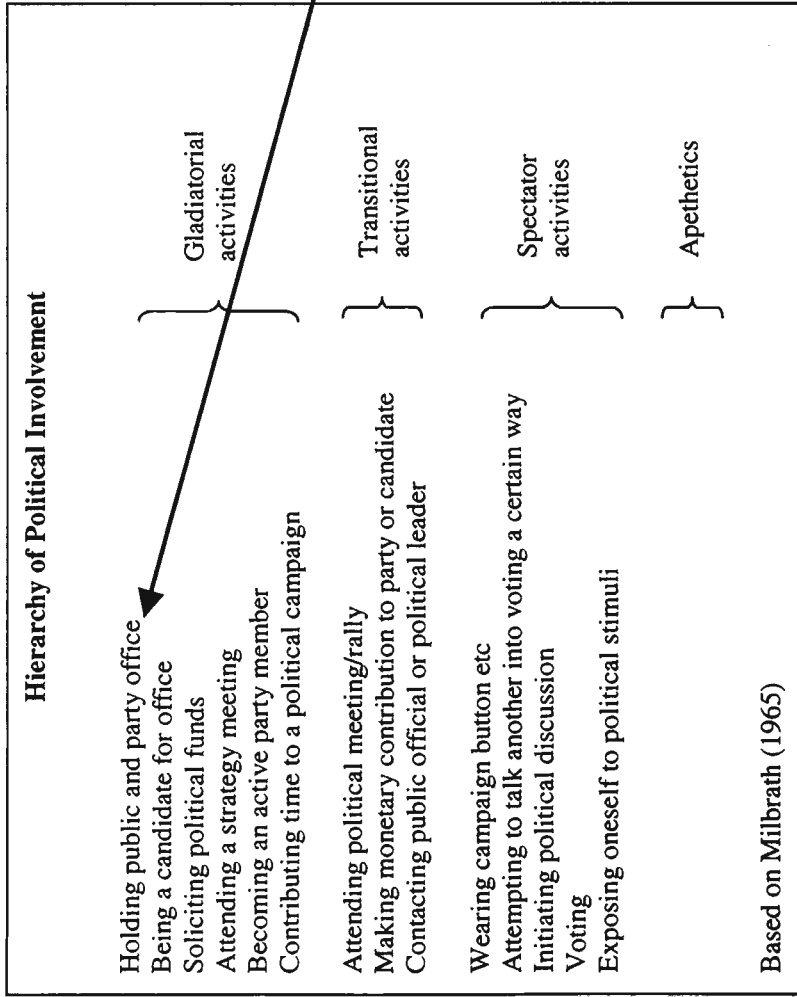 Hierarchy of Political Involvement
Holding public and party office
Being a candidate for office
Soliciting political funds
Attending a strategy meeting
Becoming an active party member
Contributing time to a political campaign
Gladiatorial
activities
Attending political meeting/rally
Making monetary contribution to party or candidate
Contacting public official or political leader
Transitional
activities
Wearing campaign button etc
Attempting to talk another into voting a certain way
Initiating political discussion
Voting
Exposing oneself to political stimuli
Spectator
activities
Apethetics
Based on Milbrath (1965)